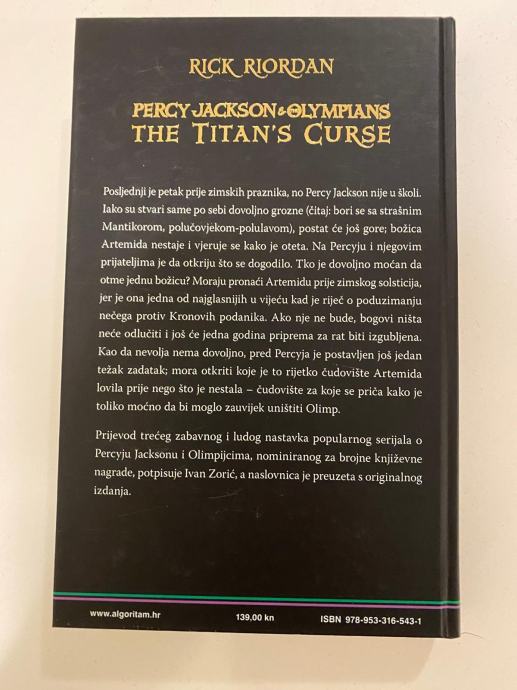 RICK RIORDAN
PERCY JACKSON & THE OLYMPIANS
THE TITAN'S CURSE
Posljednji je petak prije zimskih praznika, no Percy Jackson nije u školi.
Iako su stvari same po sebi dovoljno grozne (čitaj: bori se sa strašnim
Mantikorom, polučovjekom-polulavom), postat će još gore; božica
Artemida nestaje i vjeruje se kako je oteta. Na Percyju i njegovim
prijateljima je da otkriju što se dogodilo. Tko je dovoljno moćan da
otme jednu božicu? Moraju pronaći Artemidu prije zimskog solsticija,
jer je ona jedna od najglasnijih u vijeću kad je riječ o poduzimanju
nečega protiv Kronovih podanika. Ako nje ne bude, bogovi ništa
neće odlučiti i još će jedna godina priprema za rat biti izgubljena.
Kao da nevolja nema dovoljno, pred Percyja je postavljen još jedan
težak zadatak; mora otkriti koje je to rijetko čudovište Artemida
lovila prije nego što je nestala – čudovište za koje se priča kako je
toliko moćno da bi moglo zauvijek uništiti Olimp.
Prijevod trećeg zabavnog i ludog nastavka popularnog serijala o
Percyju Jacksonu i Olimpijcima, nominiranog za brojne književne
nagrade, potpisuje Ivan Zorić, a naslovnica je preuzeta s originalnog
izdanja.
www.algoritam.hr 139,00 kn ISBN 978-953-316-543-1